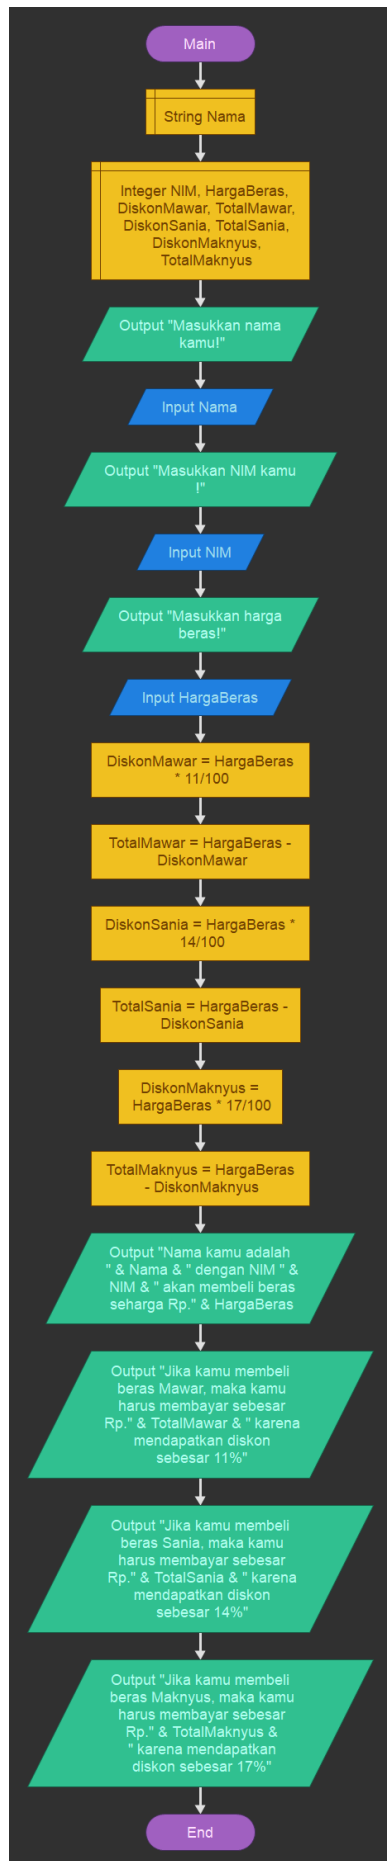 Main
String Nama
Integer NIM, HargaBeras,
DiskonMawar, TotalMawar,
DiskonSania, TotalSania,
DiskonMaknyus,
TotalMaknyus
Output "Masukkan nama
kamu!"
Input Nama
Output "Masukkan NIM kamu
!"
Input NIM
Output "Masukkan harga
beras!"
Input HargaBeras
DiskonMawar = HargaBeras
* 11/100
TotalMawar = HargaBeras -
DiskonMawar
DiskonSania = HargaBeras *
14/100
TotalSania = HargaBeras -
DiskonSania
DiskonMaknyus =
HargaBeras * 17/100
TotalMaknyus = HargaBeras
- DiskonMaknyus
Output "Nama kamu adalah
" & Nama & " dengan NIM " &
NIM & " akan membeli beras
seharga Rp." & HargaBeras
Output "Jika kamu membeli
beras Mawar, maka kamu
harus membayar sebesar
Rp." & TotalMawar & " karena
mendapatkan diskon
sebesar 11%"
Output "Jika kamu membeli
beras Sania, maka kamu
harus membayar sebesar
Rp." & TotalSania & " karena
mendapatkan diskon
sebesar 14%"
Output "Jika kamu membeli
beras Maknyus, maka kamu
harus membayar sebesar
Rp." & TotalMaknyus &
" karena mendapatkan
diskon sebesar 17%"
End